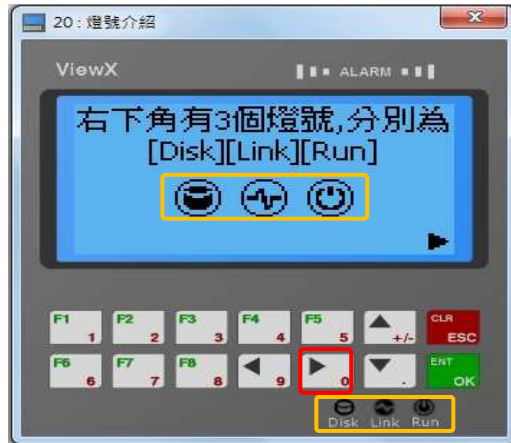 20 : 燈號介紹
ViewX
ALARM
右下角有3個燈號,分別為
[Disk][Link][Run]
F1 1 F2 2 F3 3 F4 4 F5 5 +/- CLR ESC
F6 6 F7 7 F8 8 9 0 . ENT OK
Disk Link Run